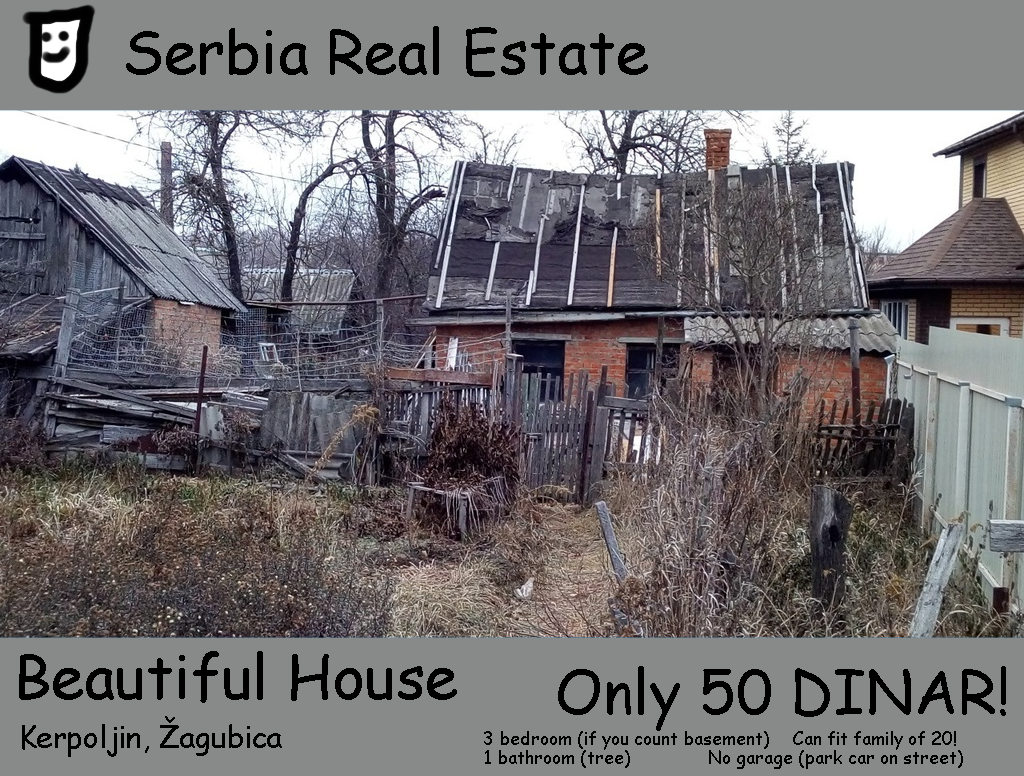 Serbia Real Estate
Beautiful House
Kerpoljin, Žagubica
Only 50 DINAR!
3 bedroom (if you count basement) Can fit family of 20!
1 bathroom (tree) No garage (park car on street)